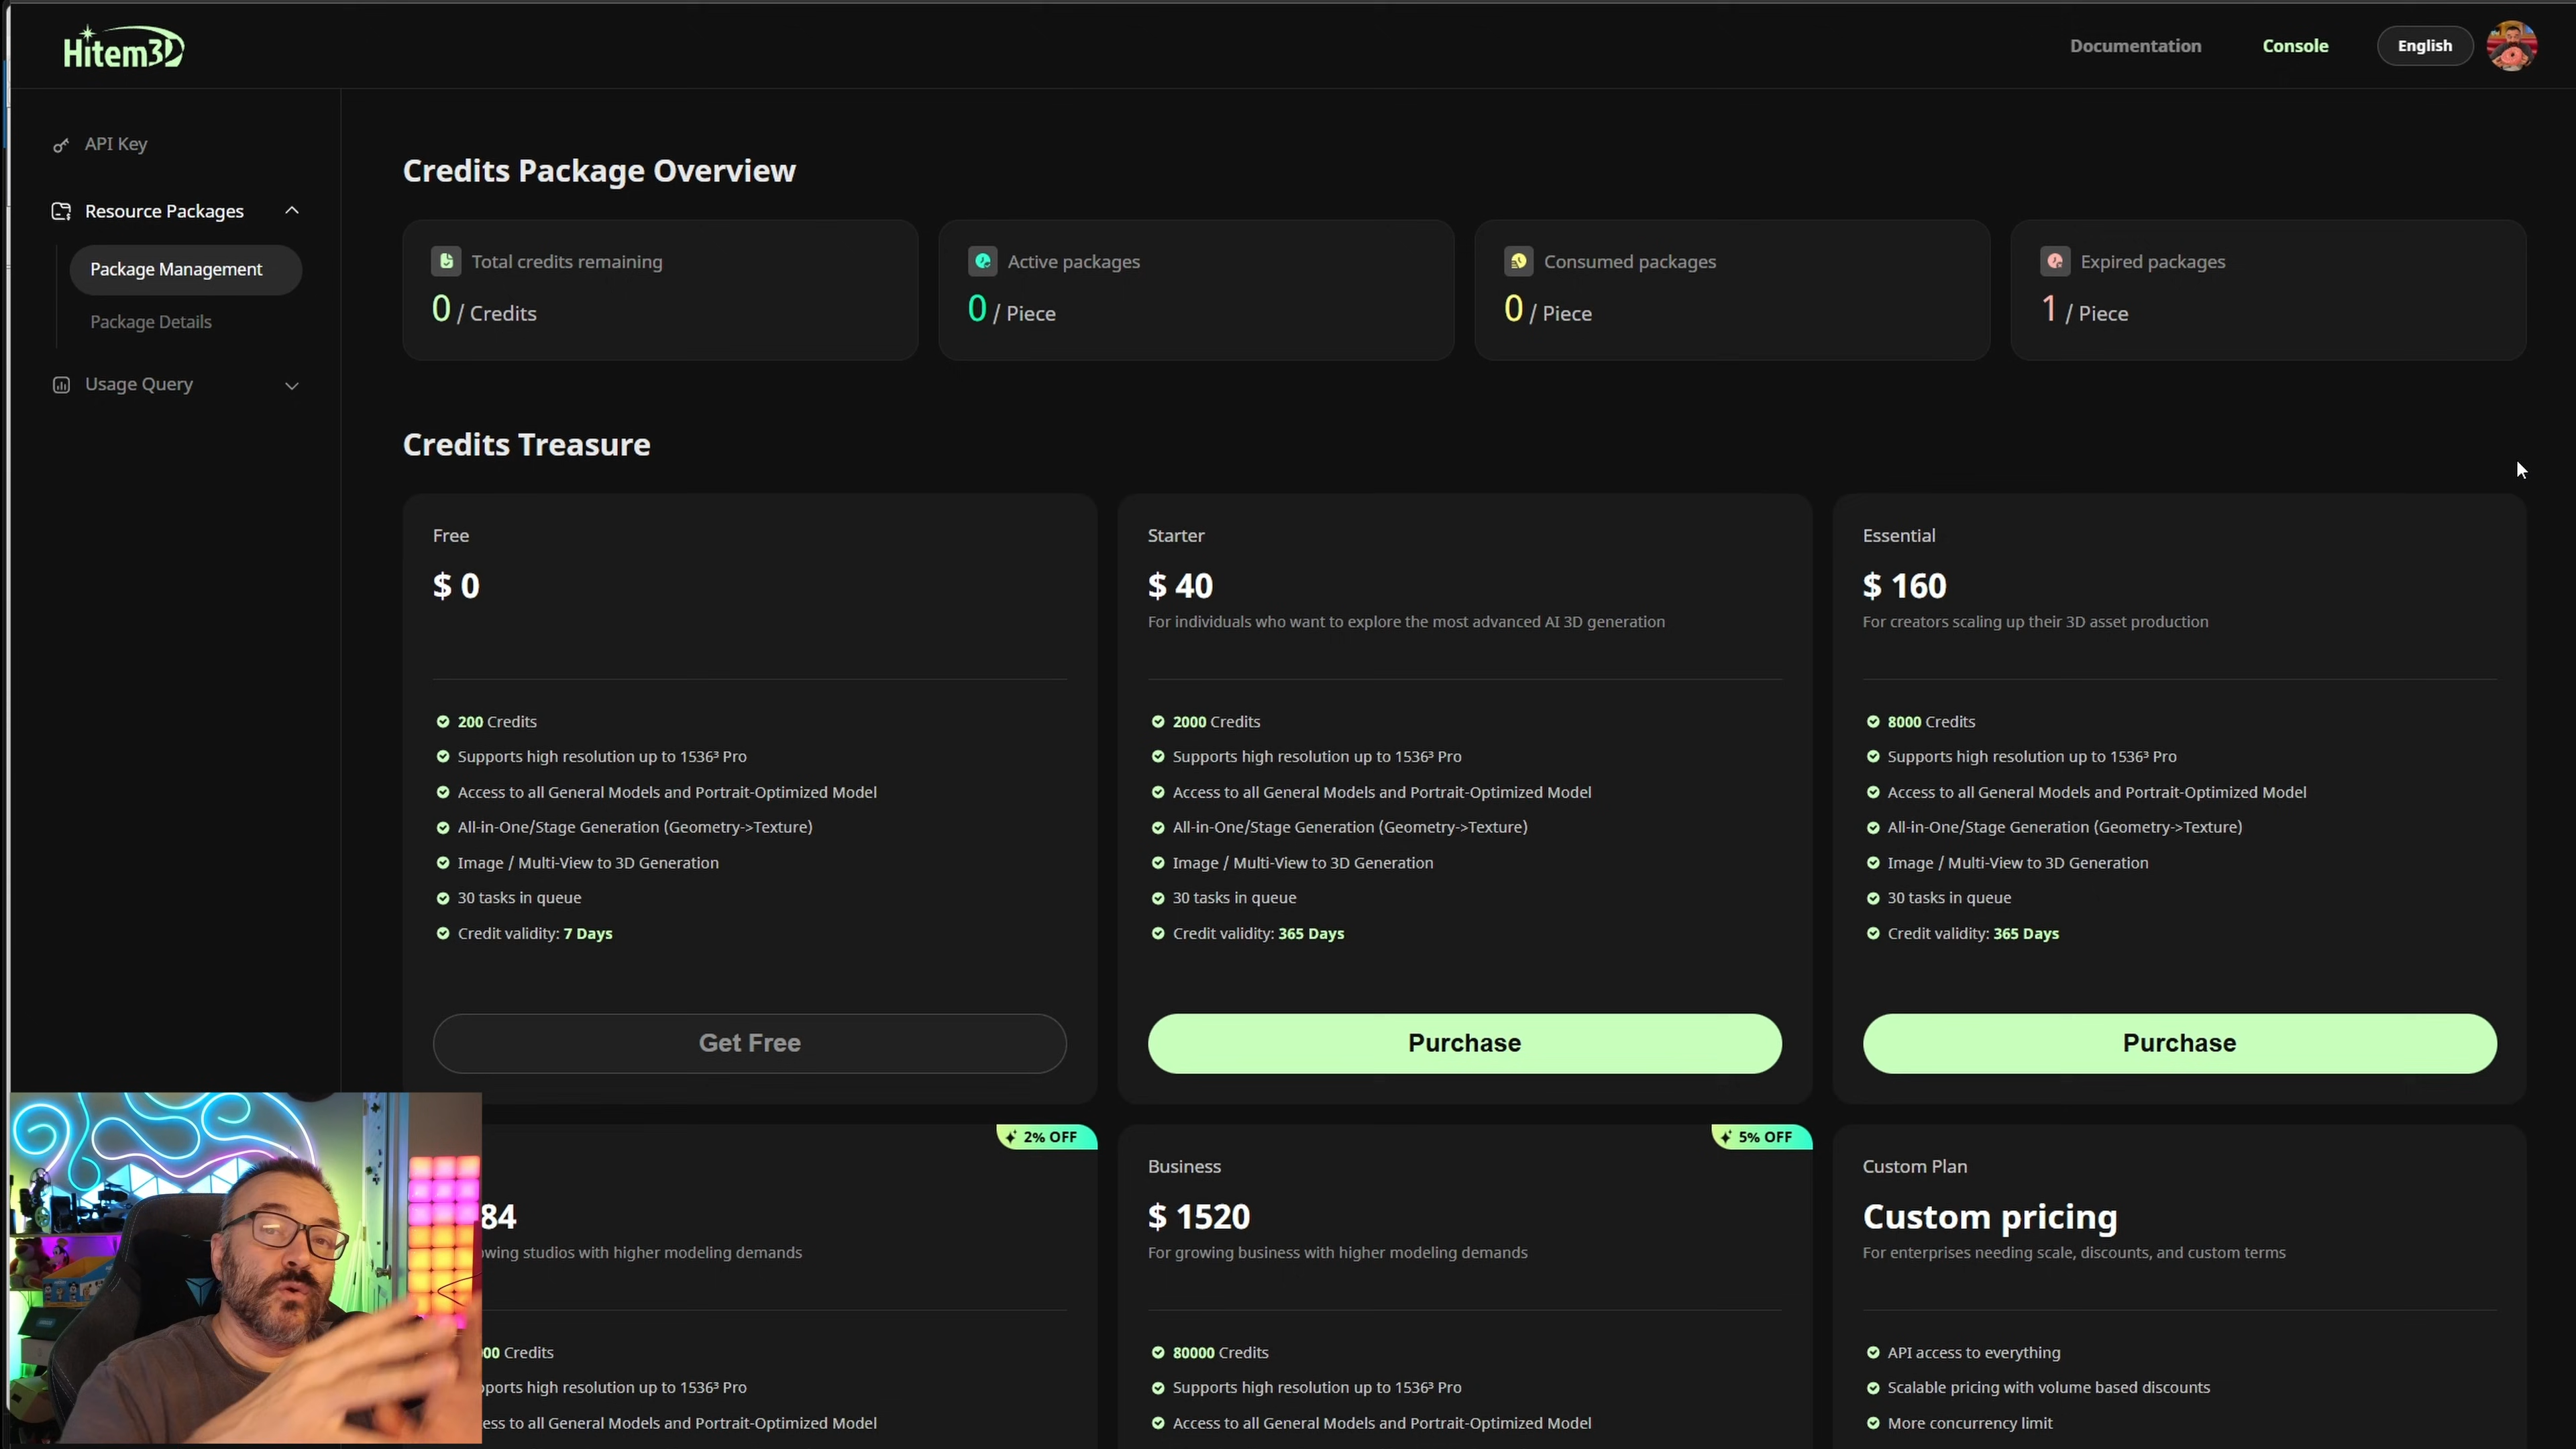 Hitem3D
Documentation
Console
English
API Key
Resource Packages
Package Management
Package Details
Usage Query
Credits Package Overview
Total credits remaining
0 / Credits
Active packages
0 / Piece
Consumed packages
0 / Piece
Expired packages
1 / Piece
Credits Treasure
Free
$ 0
200 Credits
Supports high resolution up to 1536³ Pro
Access to all General Models and Portrait-Optimized Model
All-in-One/Stage Generation (Geometry->Texture)
Image / Multi-View to 3D Generation
30 tasks in queue
Credit validity: 7 Days
Get Free
Starter
$ 40
For individuals who want to explore the most advanced AI 3D generation
2000 Credits
Supports high resolution up to 1536³ Pro
Access to all General Models and Portrait-Optimized Model
All-in-One/Stage Generation (Geometry->Texture)
Image / Multi-View to 3D Generation
30 tasks in queue
Credit validity: 365 Days
Purchase
Essential
$ 160
For creators scaling up their 3D asset production
8000 Credits
Supports high resolution up to 1536³ Pro
Access to all General Models and Portrait-Optimized Model
All-in-One/Stage Generation (Geometry->Texture)
Image / Multi-View to 3D Generation
30 tasks in queue
Credit validity: 365 Days
Purchase
2% OFF
84
studios with higher modeling demands
Credits
high resolution up to 1536³ Pro
to all General Models and Portrait-Optimized Model
5% OFF
Business
$ 1520
For growing business with higher modeling demands
80000 Credits
Supports high resolution up to 1536³ Pro
Access to all General Models and Portrait-Optimized Model
Custom Plan
Custom pricing
For enterprises needing scale, discounts, and custom terms
API access to everything
Scalable pricing with volume based discounts
More concurrency limit